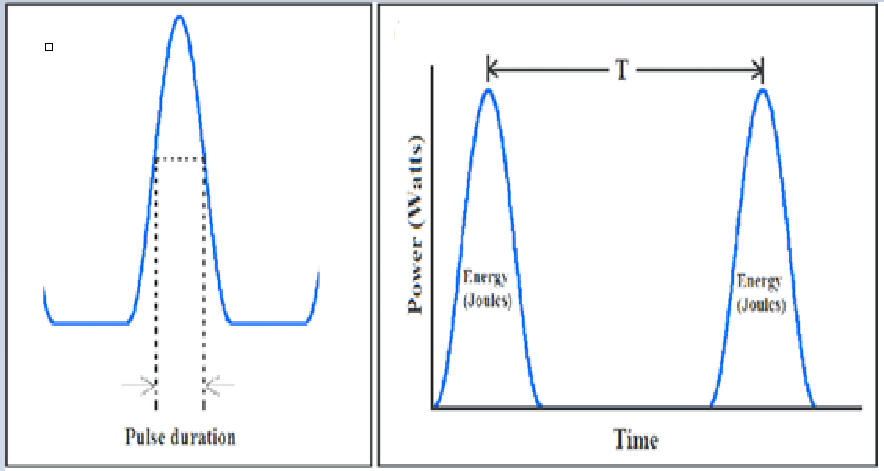 Pulse duration
T
Power (Watts)
Energy
(Joules)
Energy
(Joules)
Time